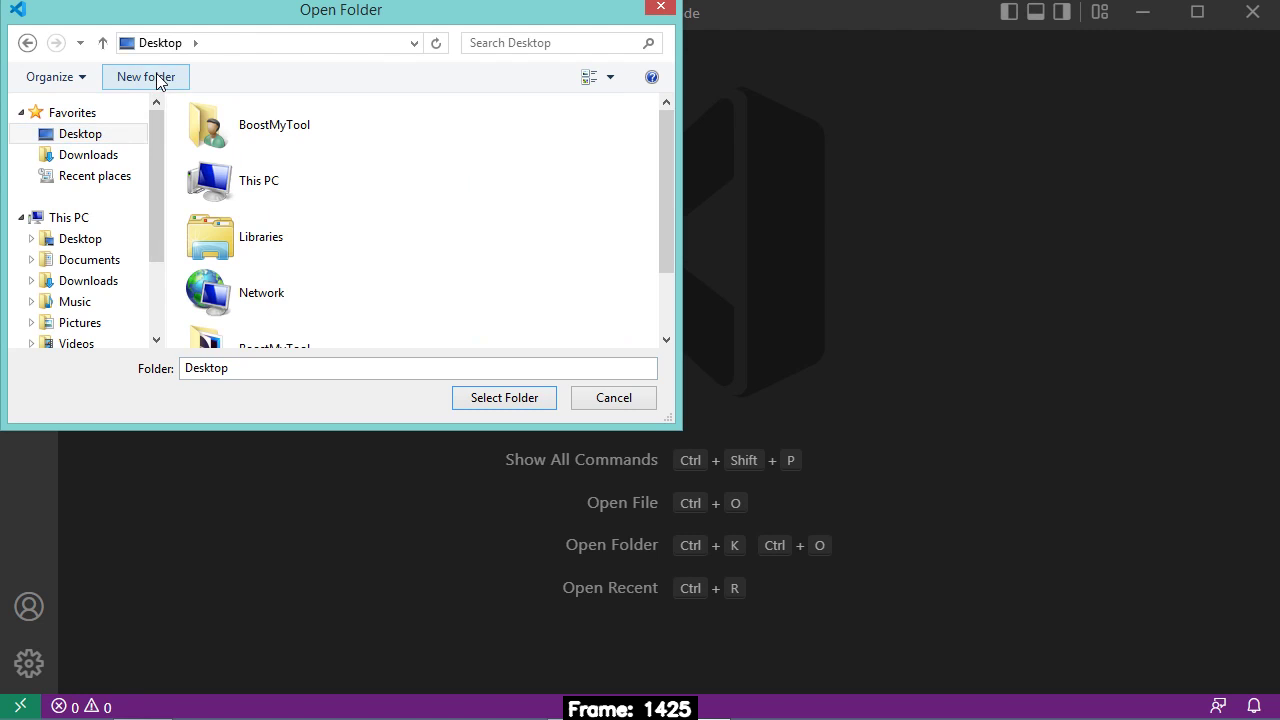 Open Folder
de
Desktop
Search Desktop
Organize
New folder
Favorites
Desktop
Downloads
Recent places
This PC
Desktop
Documents
Downloads
Music
Pictures
Videos
BoostMyTool
This PC
Libraries
Network
BoostMyTool
Folder: Desktop
Select Folder Cancel
Show All Commands Ctrl + Shift + P
Open File Ctrl + O
Open Folder Ctrl + K Ctrl + O
Open Recent Ctrl + R
0 0
Frame: 1425